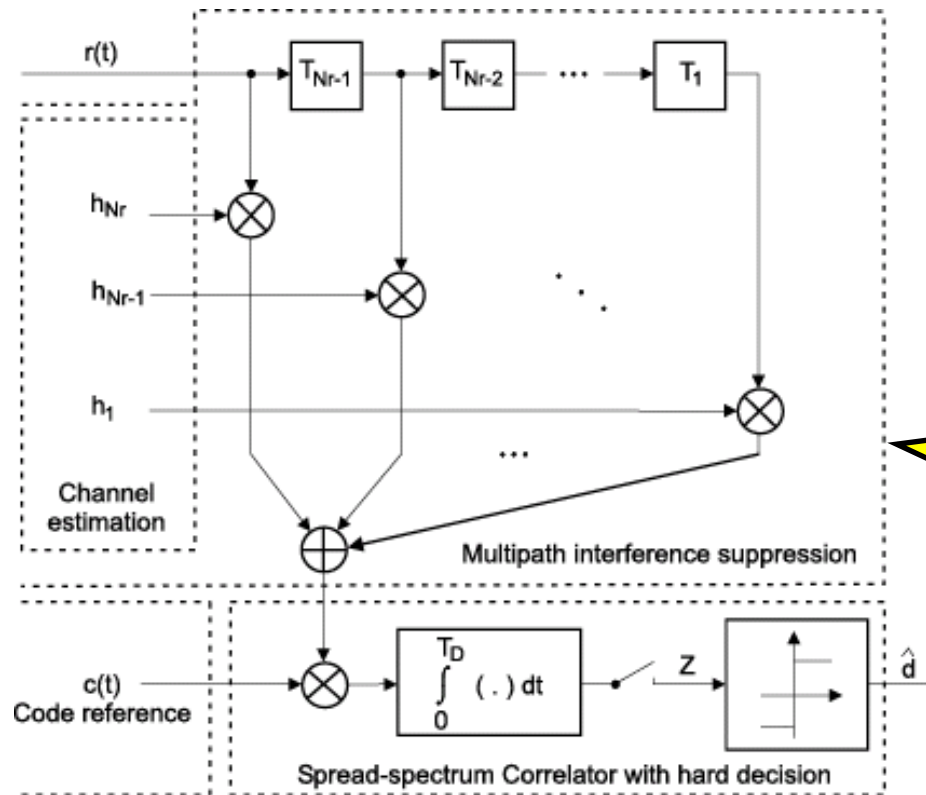 r(t)
T_{Nr-1}
T_{Nr-2}
...
T_1
h_{Nr}
h_{Nr-1}
h_1
...
Channel
estimation
Multipath interference suppression
c(t)
Code reference
T_D
∫ ( . ) dt
0
Z
d̂
Spread-spectrum Correlator with hard decision